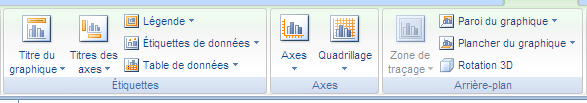 Titre du
graphique
Titres des
axes
Légende
Étiquettes de données
Table de données
Étiquettes
Axes
Quadrillage
Axes
Zone de
traçage
Paroi du graphique
Plancher du graphique
Rotation 3D
Arrière-plan